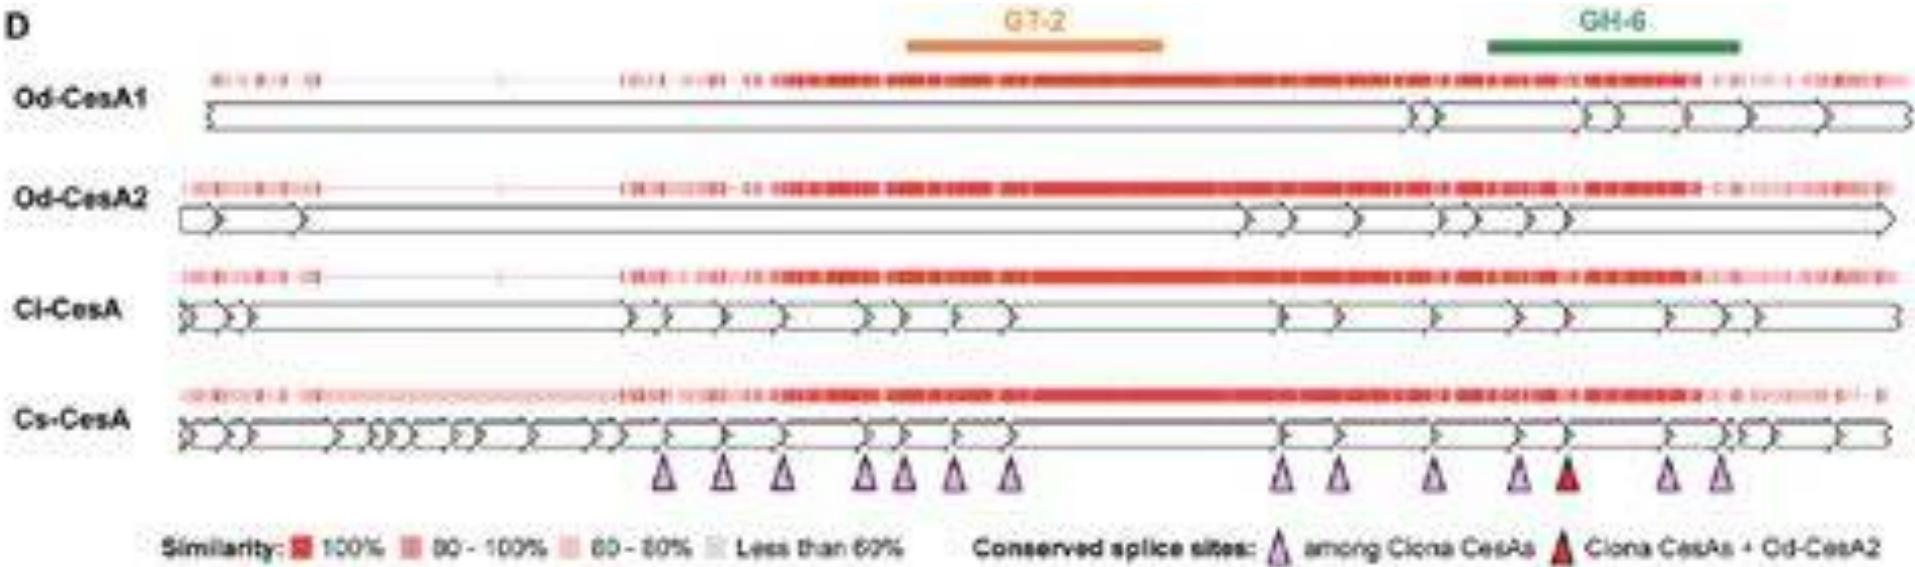 D
GT-2
GH-6
Od-CesA1
Od-CesA2
Ci-CesA
Cs-CesA
Similarity: 100% 80 - 100% 60 - 80% Less than 60% Conserved splice sites: among Ciona CesAs Ciona CesAs + Od-CesA2